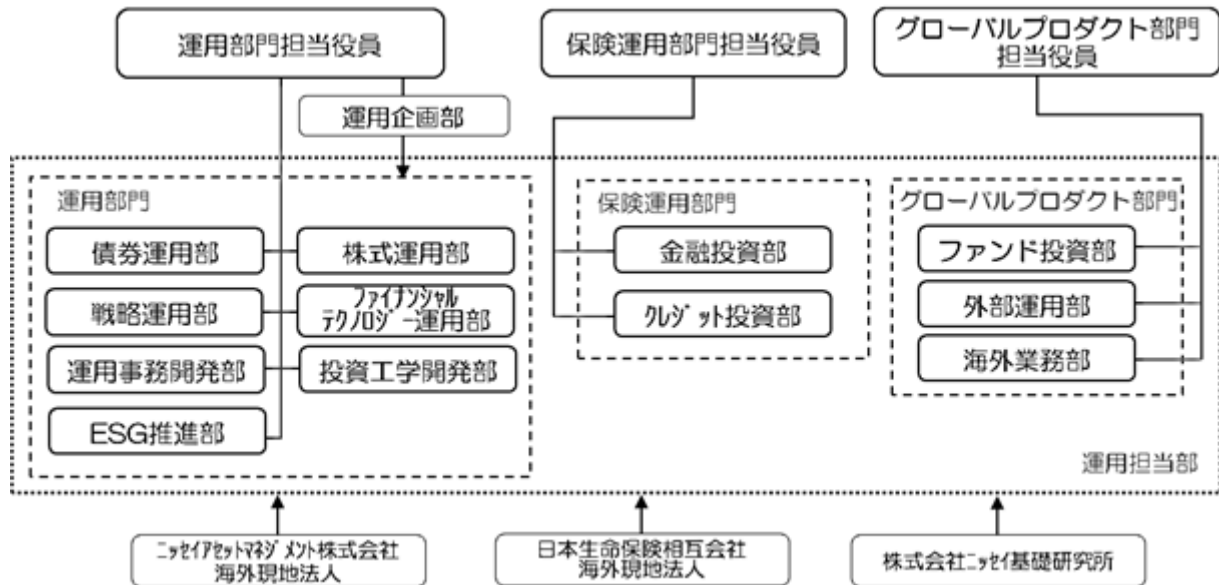 運用部門担当役員
保険運用部門担当役員
グローバルプロダクト部門
担当役員
運用企画部
運用部門
債券運用部
株式運用部
戦略運用部
ファイナンシャル
テクノロジー運用部
運用事務開発部
投資工学開発部
ESG推進部
保険運用部門
金融投資部
クレジット投資部
グローバルプロダクト部門
ファンド投資部
外部運用部
海外業務部
運用担当部
ニッセイアセットマネジメント株式会社
海外現地法人
日本生命保険相互会社
海外現地法人
株式会社ニッセイ基礎研究所